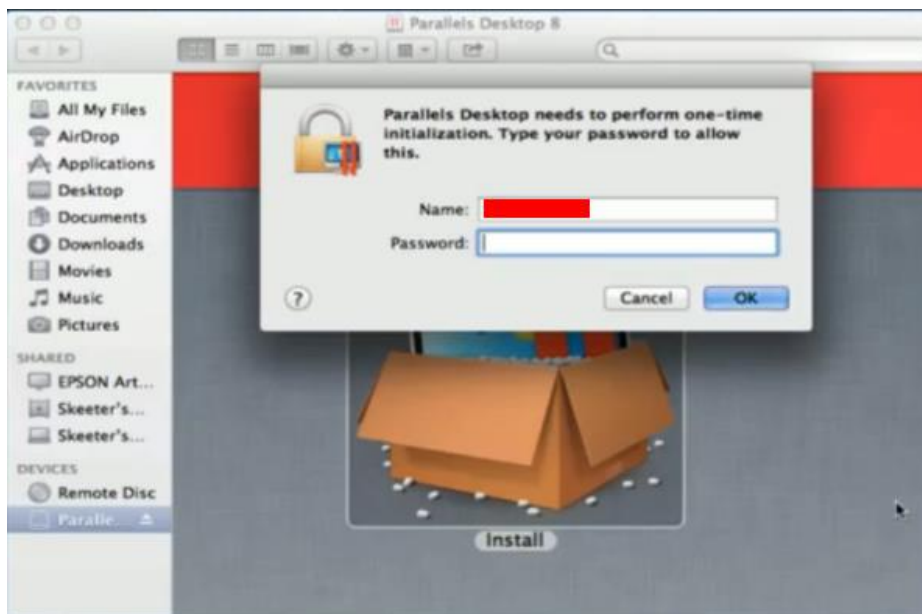 Parallels Desktop 8
FAVORITES
All My Files
AirDrop
Applications
Desktop
Documents
Downloads
Movies
Music
Pictures
SHARED
EPSON Art...
Skeeter's...
Skeeter's...
DEVICES
Remote Disc
Paralle...
Parallels Desktop needs to perform one-time
initialization. Type your password to allow
this.
Name:
Password:
?
Cancel
OK
Install